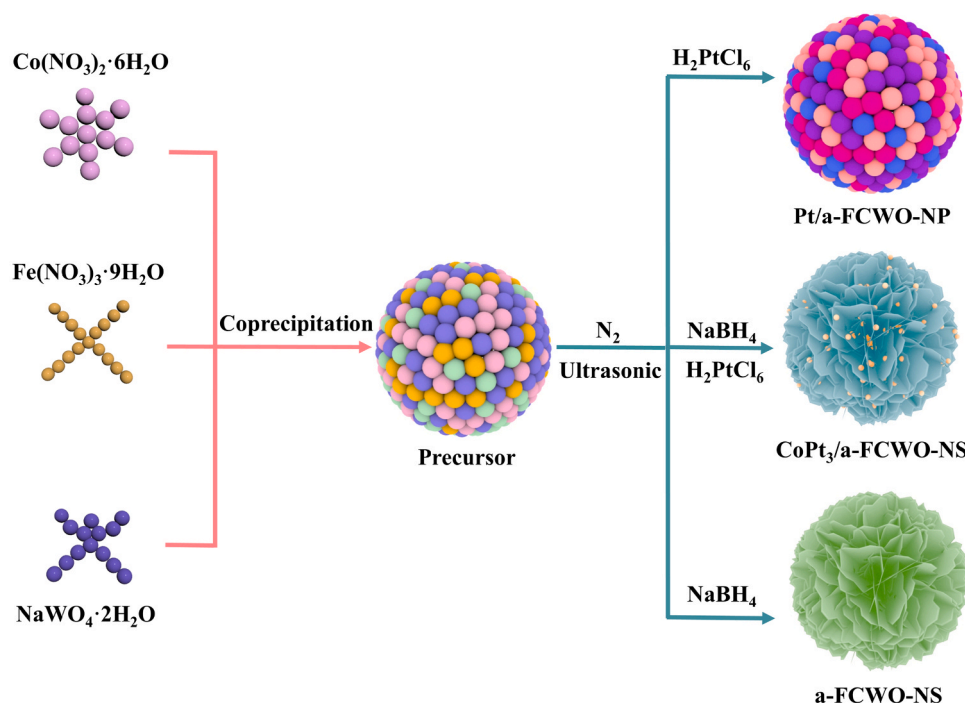 Co(NO₃)₂·6H₂O
Fe(NO₃)₃·9H₂O
NaWO₄·2H₂O
Coprecipitation
Precursor
N₂
Ultrasonic
H₂PtCl₆
Pt/a-FCWO-NP
NaBH₄
H₂PtCl₆
CoPt₃/a-FCWO-NS
NaBH₄
a-FCWO-NS